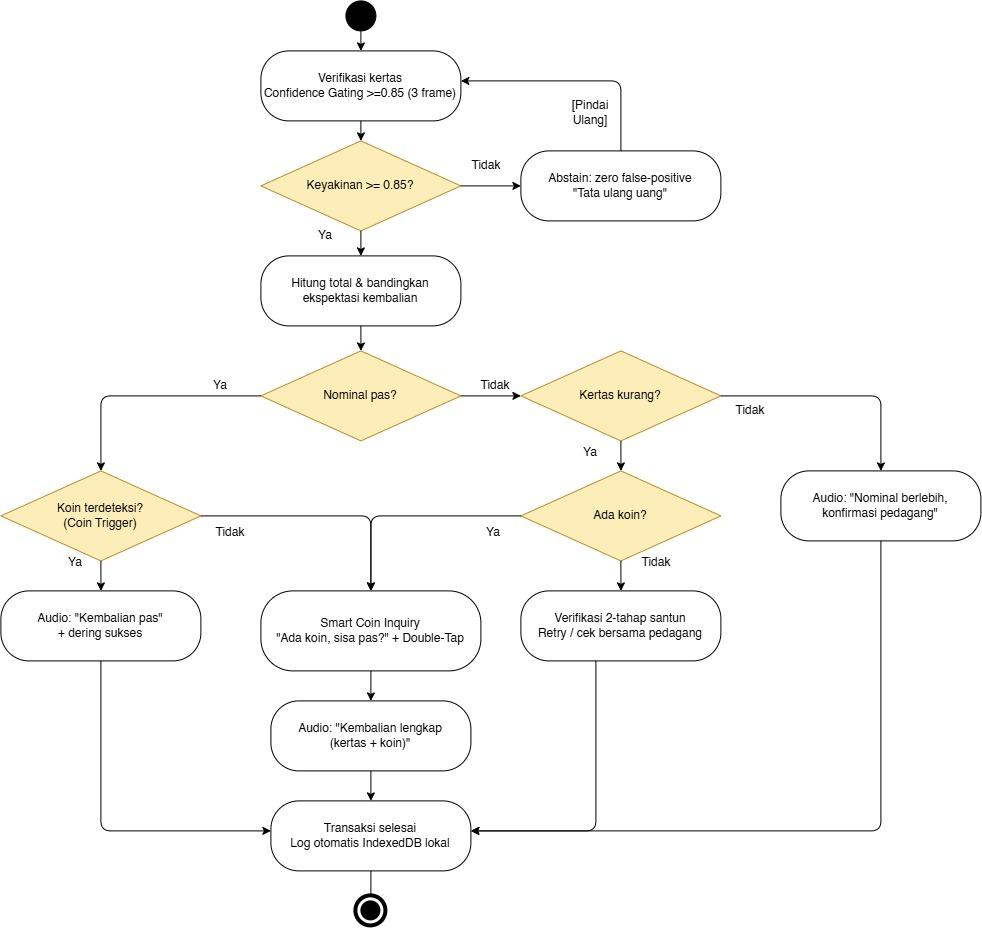 Verifikasi kertas
Confidence Gating >=0.85 (3 frame)
[Pindai
Ulang]
Keyakinan >= 0.85?
Tidak
Abstain: zero false-positive
"Tata ulang uang"
Ya
Hitung total & bandingkan
ekspektasi kembalian
Ya
Nominal pas?
Tidak
Kertas kurang?
Tidak
Ya
Koin terdeteksi?
(Coin Trigger)
Tidak
Ya
Ada koin?
Ya
Tidak
Audio: "Nominal berlebih,
konfirmasi pedagang"
Audio: "Kembalian pas"
+ dering sukses
Smart Coin Inquiry
"Ada koin, sisa pas?" + Double-Tap
Verifikasi 2-tahap santun
Retry / cek bersama pedagang
Audio: "Kembalian lengkap
(kertas + koin)"
Transaksi selesai
Log otomatis IndexedDB lokal